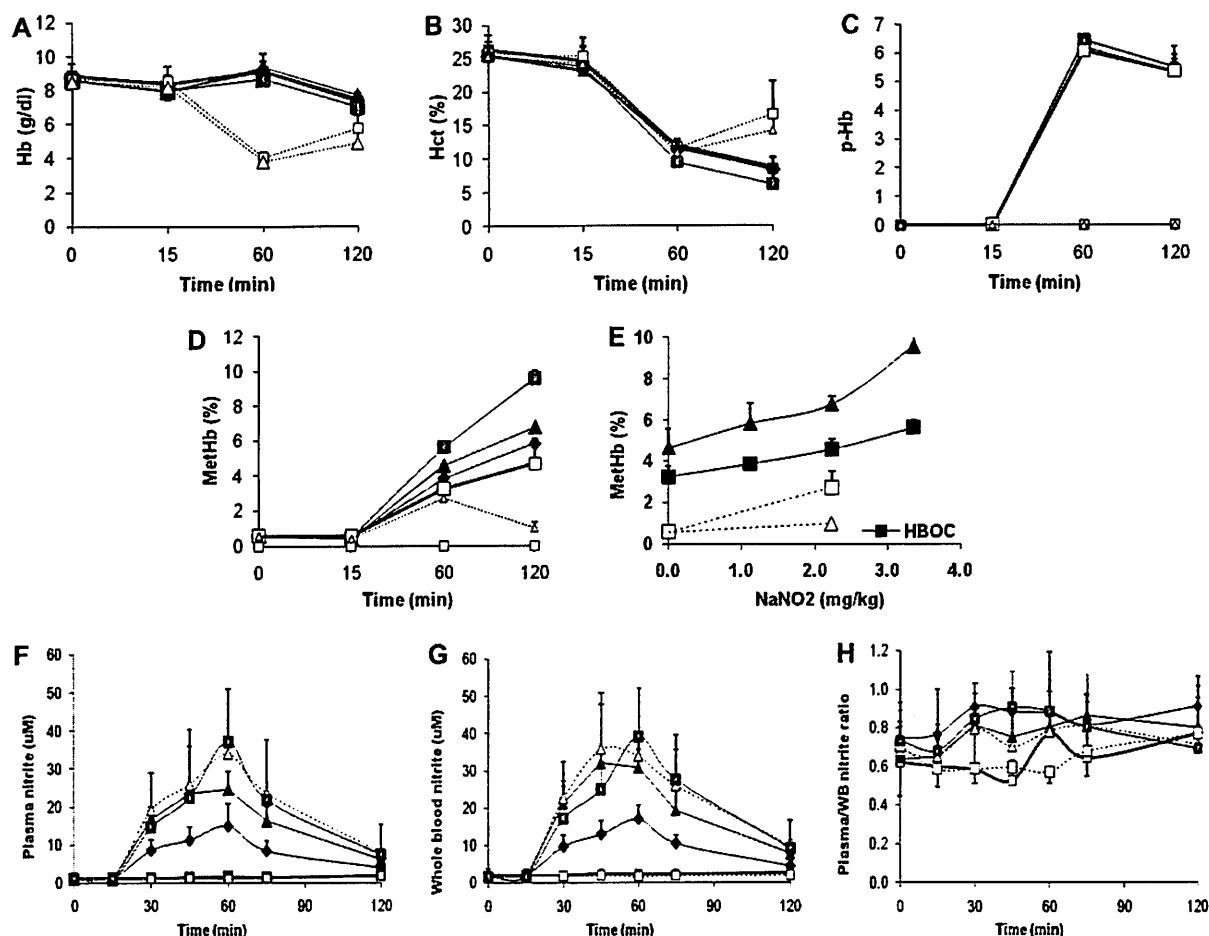 A
Hb (g/dl)
12
10
8
6
4
2
0
0 15 60 120
Time (min)
B
Hct (%)
30
25
20
15
10
5
0
0 15 60 120
Time (min)
C
p-Hb
7
6
5
4
3
2
1
0
0 15 60 120
Time (min)
D
MetHb (%)
12
10
8
6
4
2
0
0 15 60 120
Time (min)
E
MetHb (%)
10
8
6
4
2
0
HBOC
0.0 1.0 2.0 3.0 4.0
NaNO2 (mg/kg)
F
Plasma nitrite (uM)
60
50
40
30
20
10
0
0 30 60 90 120
Time (min)
G
Whole blood nitrite (uM)
60
50
40
30
20
10
0
0 30 60 90 120
Time (min)
H
Plasma/WB nitrite ratio
1.2
1.0
0.8
0.6
0.4
0.2
0.0
0 30 60 90 120
Time (min)